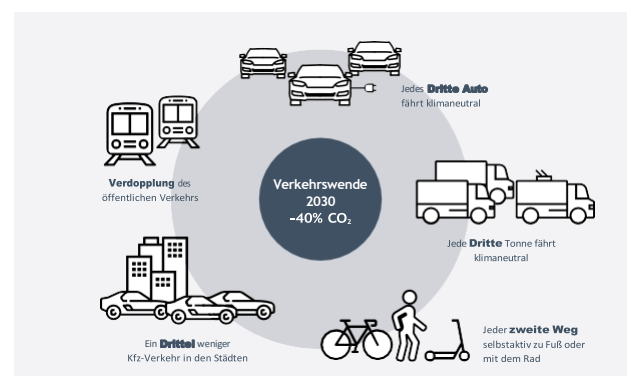 Jedes Dritte Auto
fährt klimaneutral
Verdopplung des
öffentlichen Verkehrs
Verkehrswende
2030
-40% CO₂
Jede Dritte Tonne fährt
klimaneutral
Ein Drittel weniger
Kfz-Verkehr in den Städten
Jeder zweite Weg
selbstaktiv zu Fuß oder
mit dem Rad